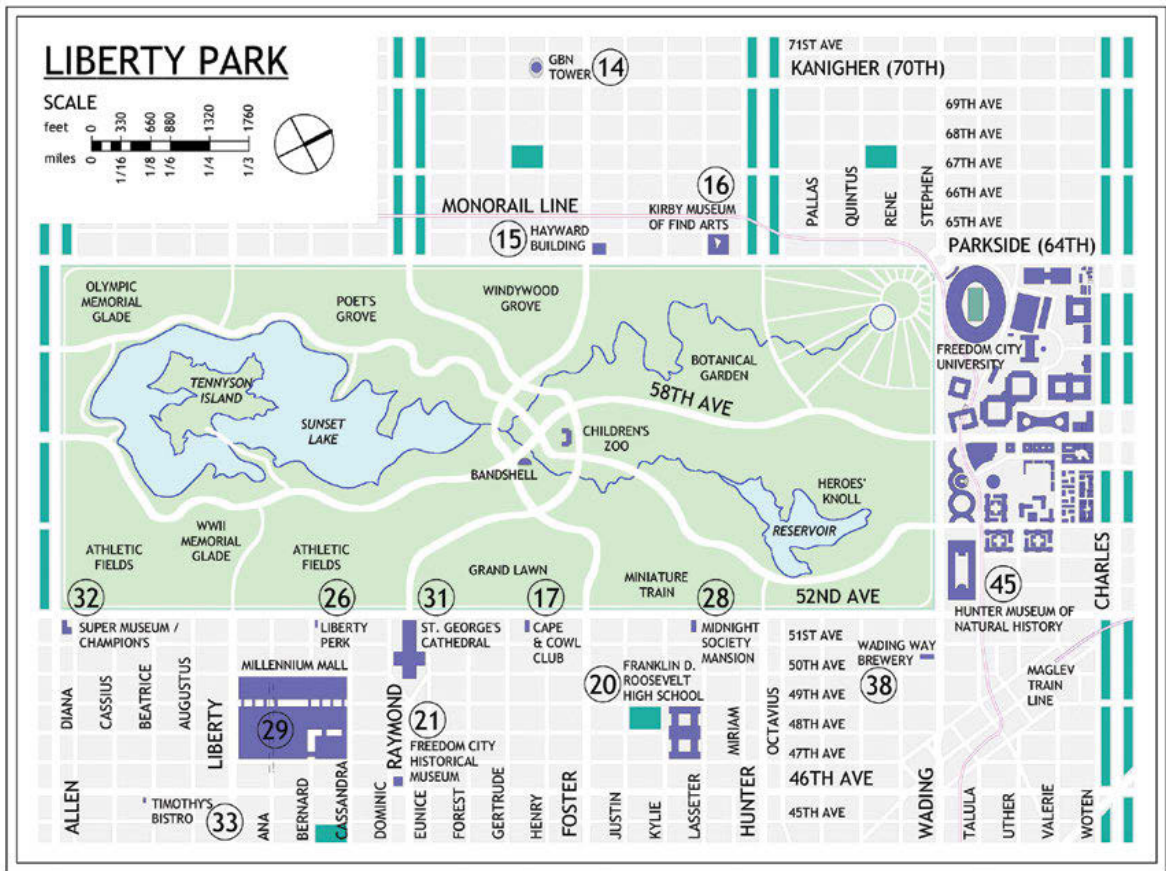 LIBERTY PARK
SCALE
feet 0 330 660 880 1320 1760
miles 0 1/16 1/8 1/6 1/4 1/3
GBN
TOWER
14
71ST AVE
KANIGHER (70TH)
69TH AVE
68TH AVE
67TH AVE
66TH AVE
65TH AVE
PARKSIDE (64TH)
PALLAS
QUINTUS
RENE
STEPHEN
MONORAIL LINE
16
KIRBY MUSEUM
OF FIND ARTS
15
HAYWARD
BUILDING
OLYMPIC
MEMORIAL
GLADE
POET'S
GROVE
WINDYWOOD
GROVE
BOTANICAL
GARDEN
58TH AVE
FREEDOM CITY
UNIVERSITY
TENNYSON
ISLAND
SUNSET
LAKE
CHILDREN'S
ZOO
BANDSHELL
HEROES'
KNOLL
RESERVOIR
WWII
MEMORIAL
GLADE
ATHLETIC
FIELDS
ATHLETIC
FIELDS
GRAND LAWN
MINIATURE
TRAIN
52ND AVE
CHARLES
32
SUPER MUSEUM /
CHAMPION'S
26
LIBERTY
PERK
31
ST. GEORGE'S
CATHEDRAL
17
CAPE
& COWL
CLUB
28
MIDNIGHT
SOCIETY
MANSION
45
HUNTER MUSEUM OF
NATURAL HISTORY
51ST AVE
50TH AVE
49TH AVE
48TH AVE
47TH AVE
46TH AVE
45TH AVE
WADING WAY
BREWERY
38
MAGLEV
TRAIN
LINE
MILLENNIUM MALL
29
20
FRANKLIN D.
ROOSEVELT
HIGH SCHOOL
21
FREEDOM CITY
HISTORICAL
MUSEUM
TIMOTHY'S
BISTRO
33
DIANA
ALLEN
CASSIUS
BEATRICE
AUGUSTUS
LIBERTY
ANA
BERNARD
CASSANDRA
DOMINIC
RAYMOND
EUNICE
FOREST
GERTRUDE
HENRY
FOSTER
JUSTIN
KYLIE
LASSETER
MIRIAM
HUNTER
OCTAVIUS
WADING
TALULA
UTHER
VALERIE
WOTEN